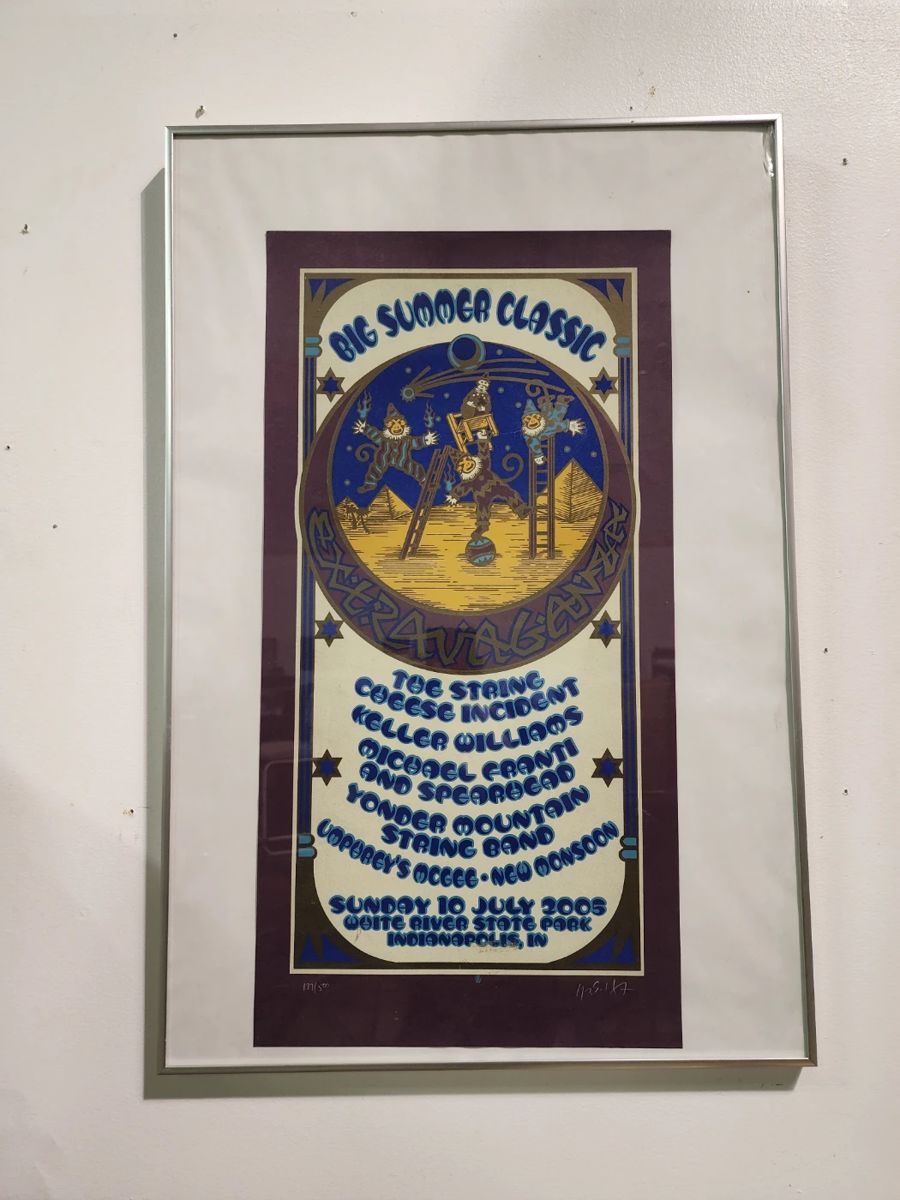 BIG SUMMER CLASSIC
EXTRAVAGANZA
THE STRING
CHEESE INCIDENT
KELLER WILLIAMS
MICHAEL FRANTI
AND SPEARHEAD
YONDER MOUNTAIN
STRING BAND
UMPHREY'S MCGEE • NEW MONSOON
SUNDAY 10 JULY 2005
WHITE RIVER STATE PARK
INDIANAPOLIS, IN